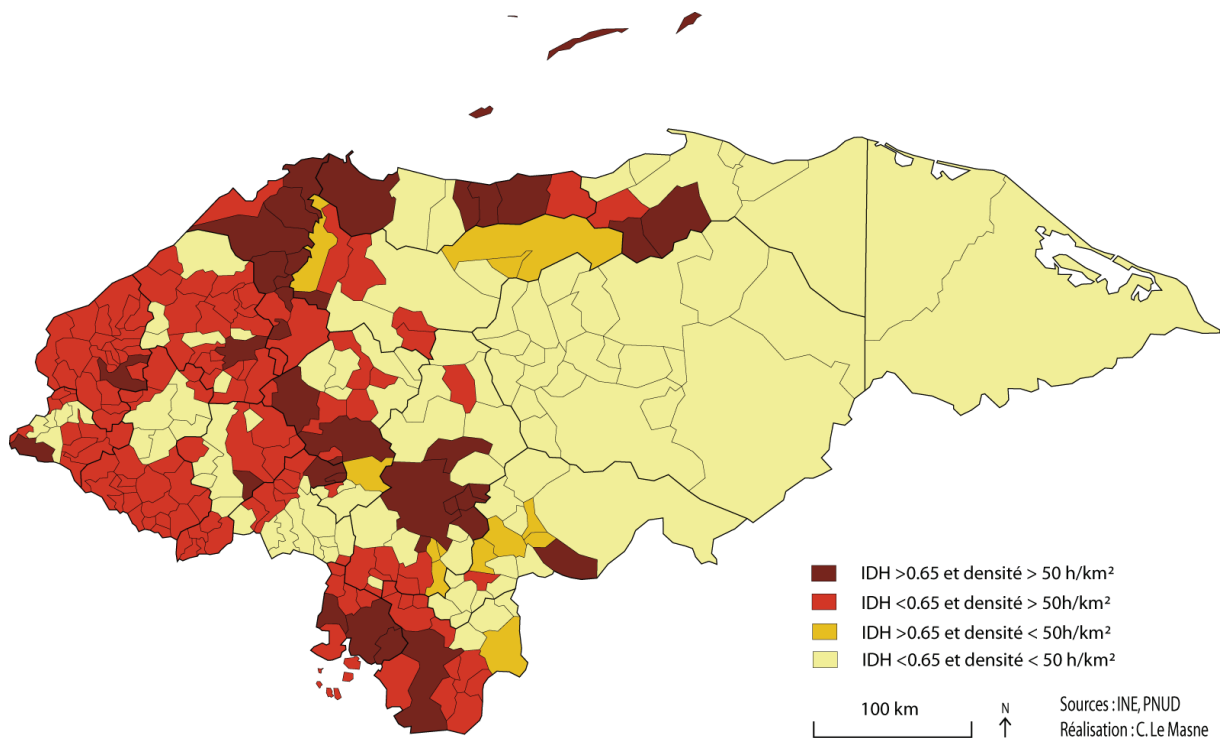 IDH >0.65 et densité > 50 h/km²
IDH <0.65 et densité > 50h/km²
IDH >0.65 et densité < 50h/km²
IDH <0.65 et densité < 50 h/km²
100 km
N
Sources : INE, PNUD
Réalisation : C. Le Masne